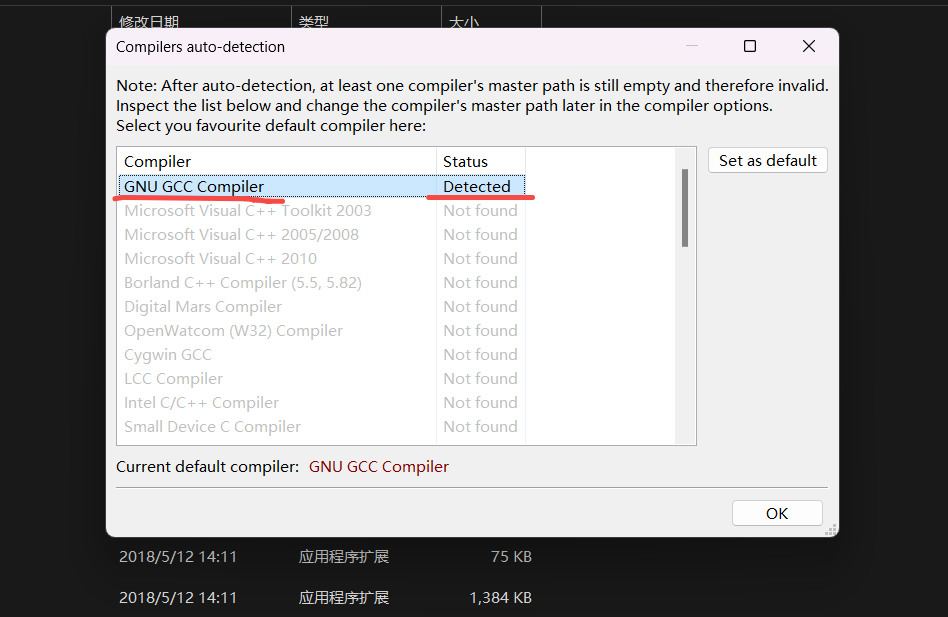 修改日期 类型 大小
Compilers auto-detection
Note: After auto-detection, at least one compiler's master path is still empty and therefore invalid.
Inspect the list below and change the compiler's master path later in the compiler options.
Select you favourite default compiler here:
Compiler Status
Set as default
GNU GCC Compiler Detected
Microsoft Visual C++ Toolkit 2003 Not found
Microsoft Visual C++ 2005/2008 Not found
Microsoft Visual C++ 2010 Not found
Borland C++ Compiler (5.5, 5.82) Not found
Digital Mars Compiler Not found
OpenWatcom (W32) Compiler Not found
Cygwin GCC Not found
LCC Compiler Not found
Intel C/C++ Compiler Not found
Small Device C Compiler Not found
Current default compiler: GNU GCC Compiler
OK
2018/5/12 14:11 应用程序扩展 75 KB
2018/5/12 14:11 应用程序扩展 1,384 KB